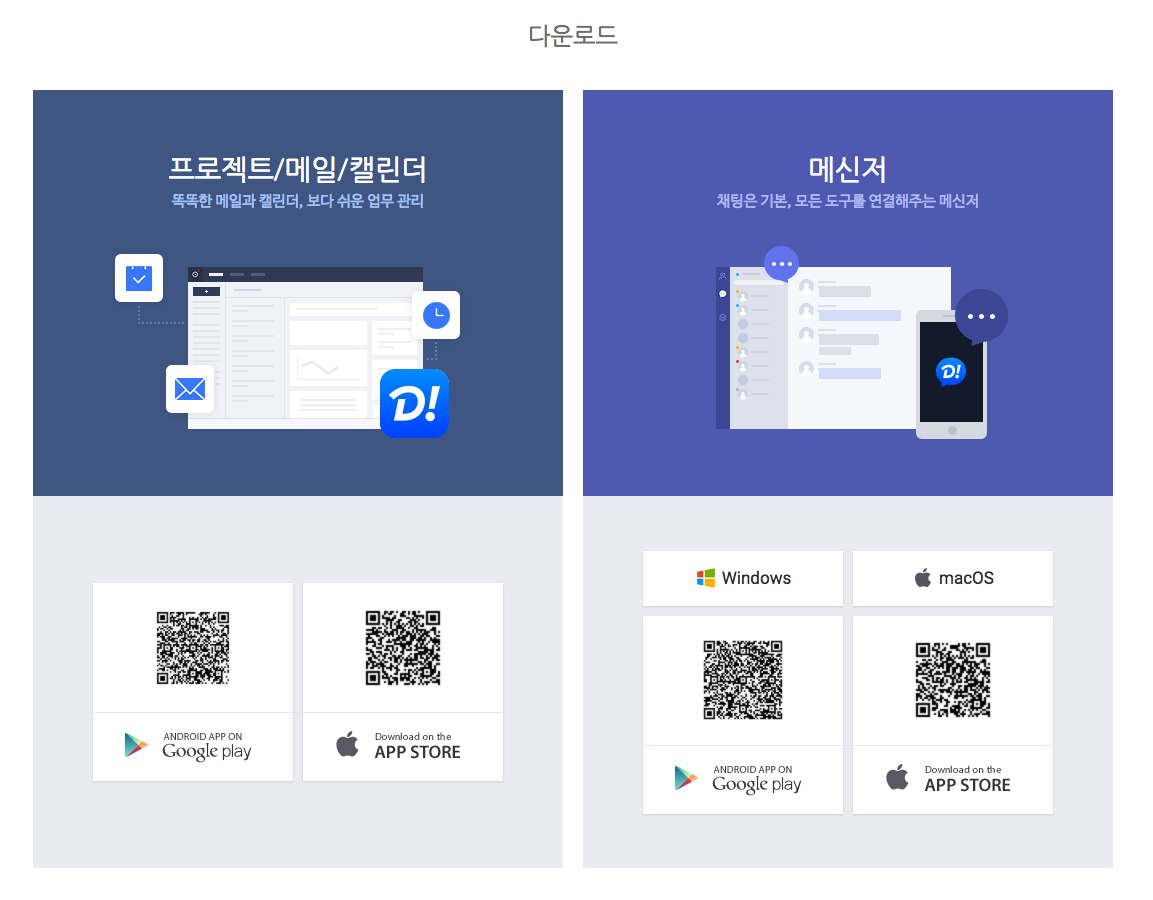 다운로드
프로젝트/메일/캘린더
똑똑한 메일과 캘린더, 보다 쉬운 업무 관리
D!
ANDROID APP ON
Google play
Download on the
APP STORE
메신저
채팅은 기본, 모든 도구를 연결해주는 메신저
D!
Windows
macOS
ANDROID APP ON
Google play
Download on the
APP STORE